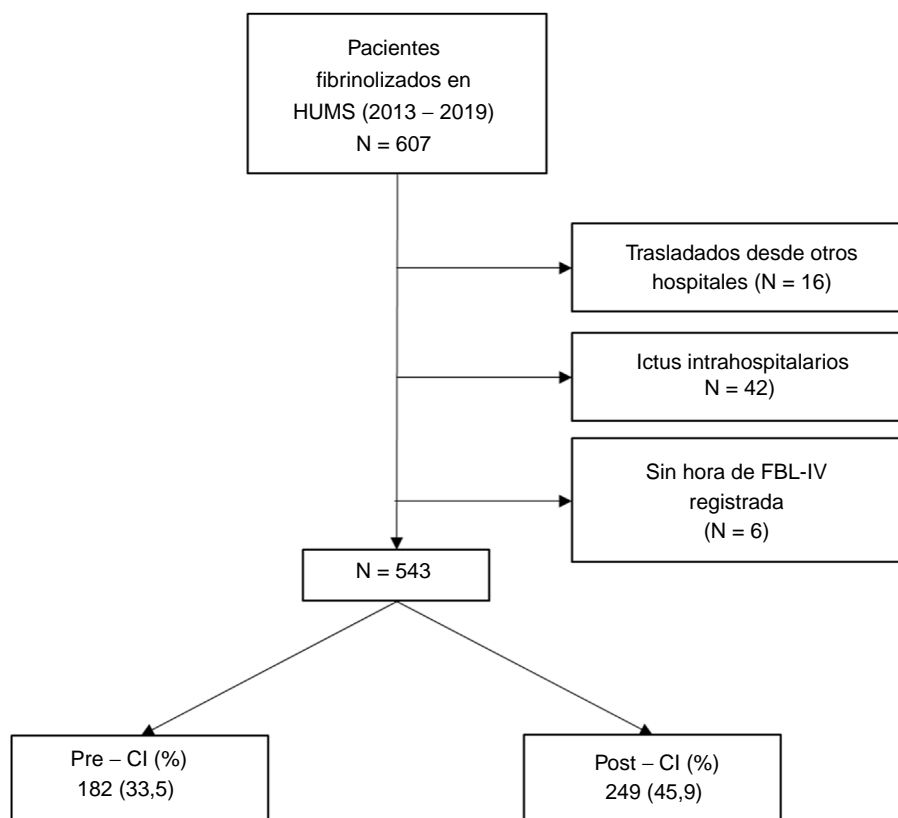 Pacientes
fibrinolizados en
HUMS (2013 – 2019)
N = 607
Trasladados desde otros
hospitales (N = 16)
Ictus intrahospitalarios
N = 42)
Sin hora de FBL-IV
registrada
(N = 6)
N = 543
Pre – CI (%)
182 (33,5)
Post – CI (%)
249 (45,9)